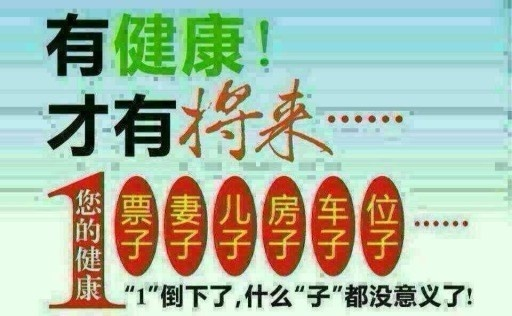 有健康!
才有将来……
1 您的健康 票子 妻子 儿子 房子 车子 位子 ……
“1”倒下了,什么“子”都没意义了!